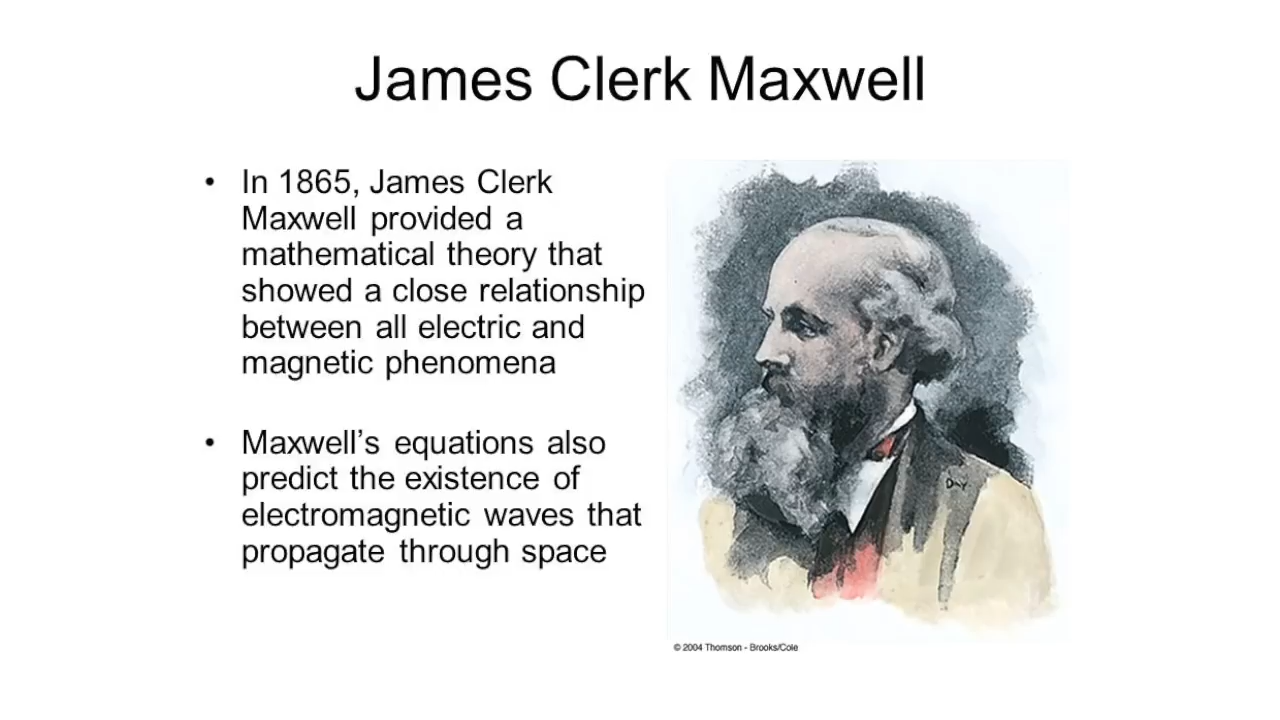 James Clerk Maxwell
• In 1865, James Clerk
Maxwell provided a
mathematical theory that
showed a close relationship
between all electric and
magnetic phenomena
• Maxwell’s equations also
predict the existence of
electromagnetic waves that
propagate through space
DAY
© 2004 Thomson - Brooks/Cole